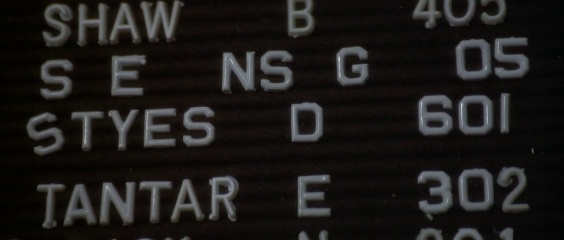 SHAW B 405
S E NS G 05
STYES D 601
TANTAR E 302